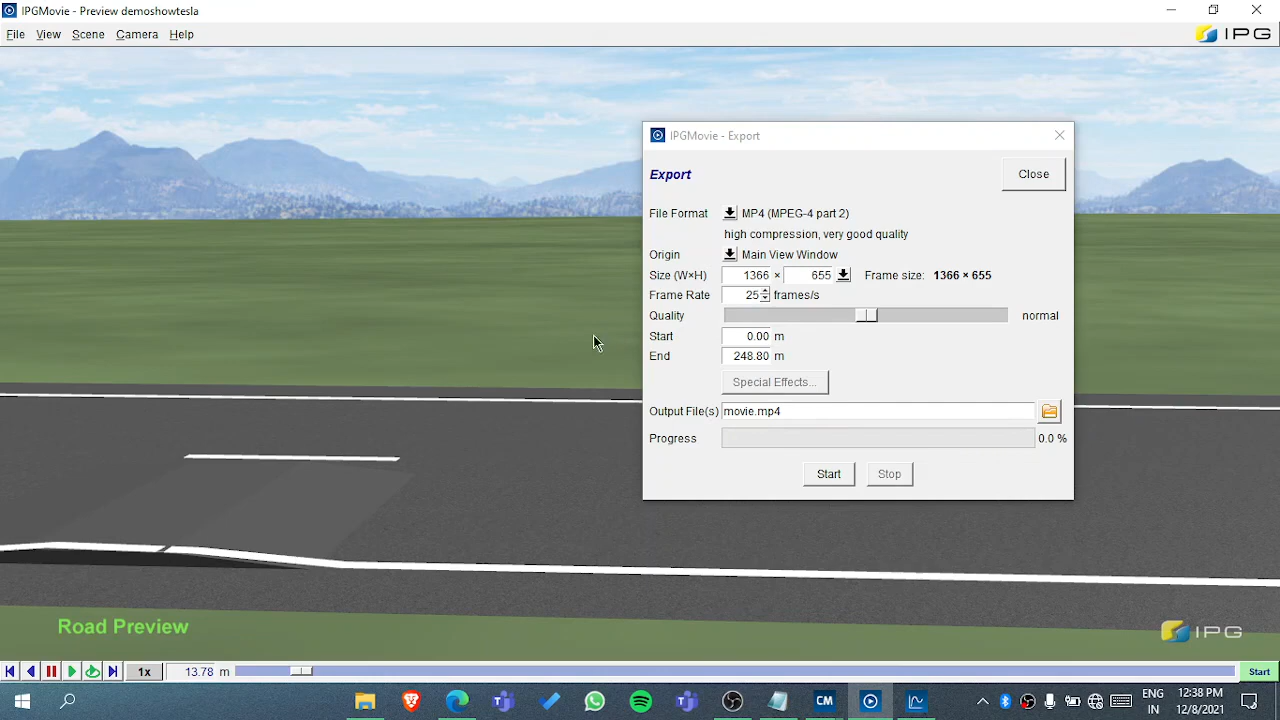 IPGMovie - Preview demoshowtesla
File View Scene Camera Help
IPG
IPGMovie - Export
Export
Close
File Format MP4 (MPEG-4 part 2)
high compression, very good quality
Origin Main View Window
Size (W×H) 1366 × 655 Frame size: 1366 × 655
Frame Rate 25 frames/s
Quality normal
Start 0.00 m
End 248.80 m
Special Effects...
Output File(s) movie.mp4
Progress 0.0 %
Start Stop
Road Preview
IPG
1x 13.78 m Start
CM
ENG
IN
12:38 PM
12/8/2021